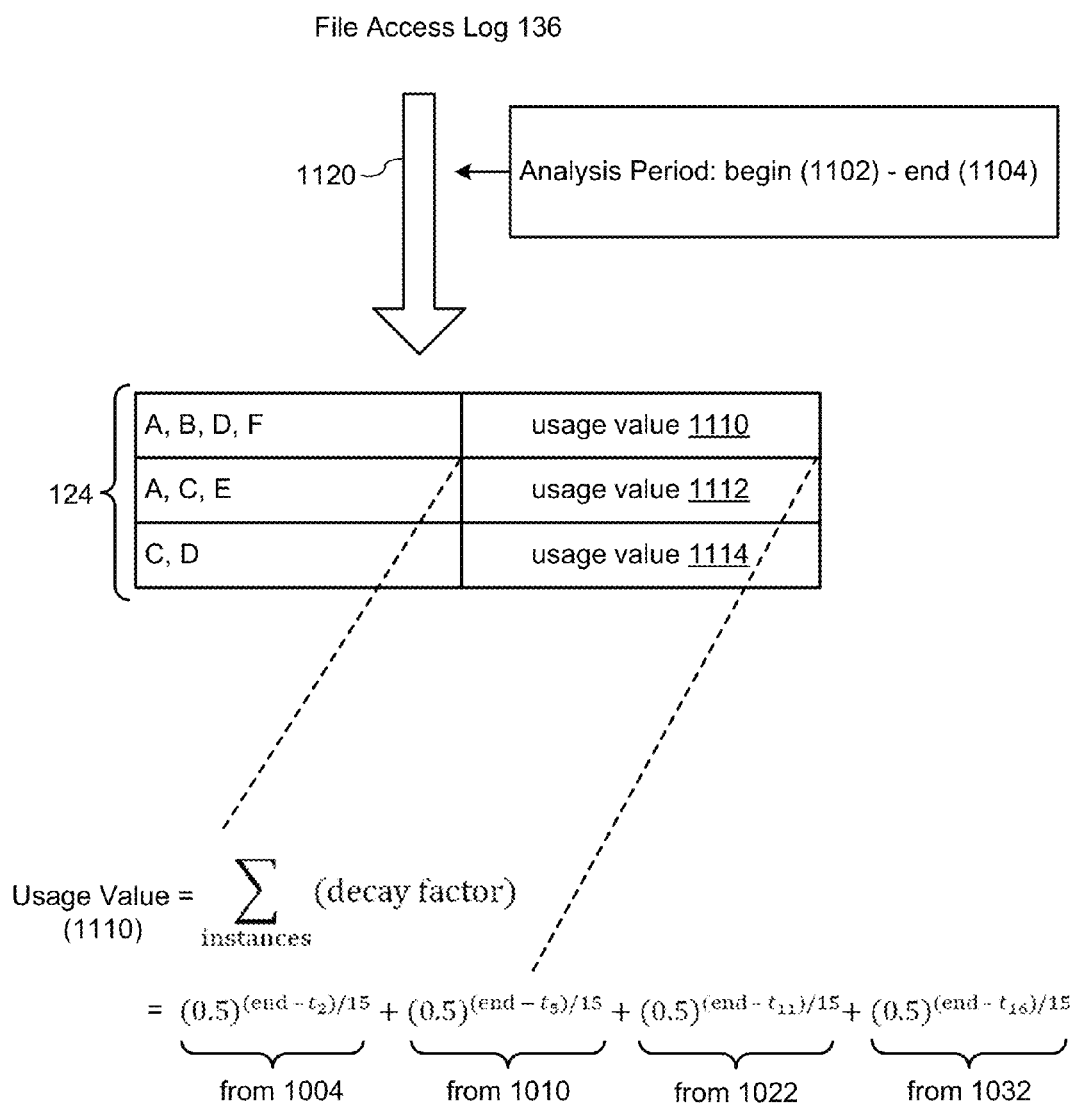 File Access Log 136
1120
Analysis Period: begin (1102) - end (1104)
124
A, B, D, F usage value 1110
A, C, E usage value 1112
C, D usage value 1114
Usage Value = ∑ (decay factor)
(1110) instances
= (0.5)^(end - t₂)/15 + (0.5)^(end - t₅)/15 + (0.5)^(end - t₁₁)/15 + (0.5)^(end - t₁₆)/15
from 1004 from 1010 from 1022 from 1032